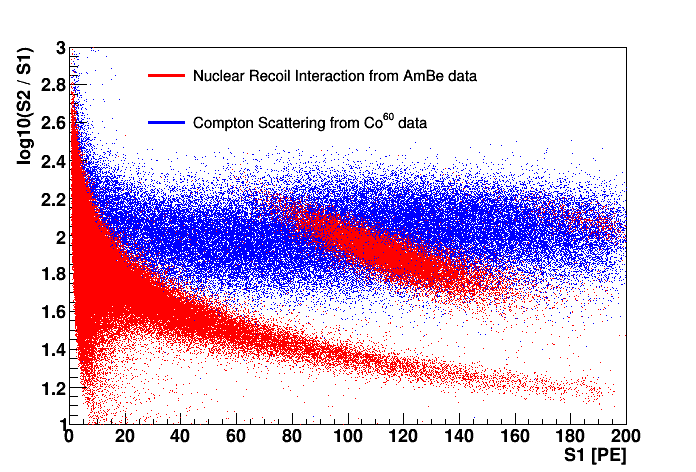 log10(S2 / S1)
Nuclear Recoil Interaction from AmBe data
Compton Scattering from Co60 data
3
2.8
2.6
2.4
2.2
2
1.8
1.6
1.4
1.2
1
0 20 40 60 80 100 120 140 160 180 200
S1 [PE]